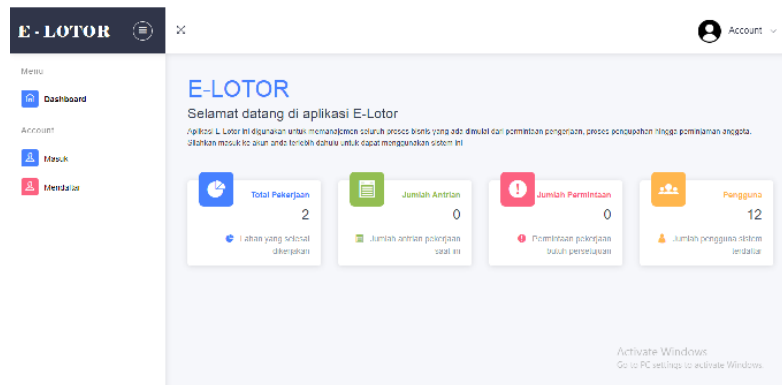 E - LOTOR
Account
Menu
Dashboard
Account
Masuk
Mendaftar
E-LOTOR
Selamat datang di aplikasi E-Lotor
Aplikasi E-Lotor ini digunakan untuk memanajemen seluruh proses bisnis yang ada dimulai dari permintaan pengerjaan, proses pengupahan hingga peminjaman anggota.
Silahkan masuk ke akun anda terlebih dahulu untuk dapat menggunakan sistem ini
Total Pekerjaan
2
Lahan yang selesai
dikerjakan
Jumlah Antrian
0
Jumlah antrian pekerjaan
saat ini
Jumlah Permintaan
0
Permintaan pekerjaan
butuh persetujuan
Pengguna
12
Jumlah pengguna sistem
terdaftar
Activate Windows
Go to PC settings to activate Windows.